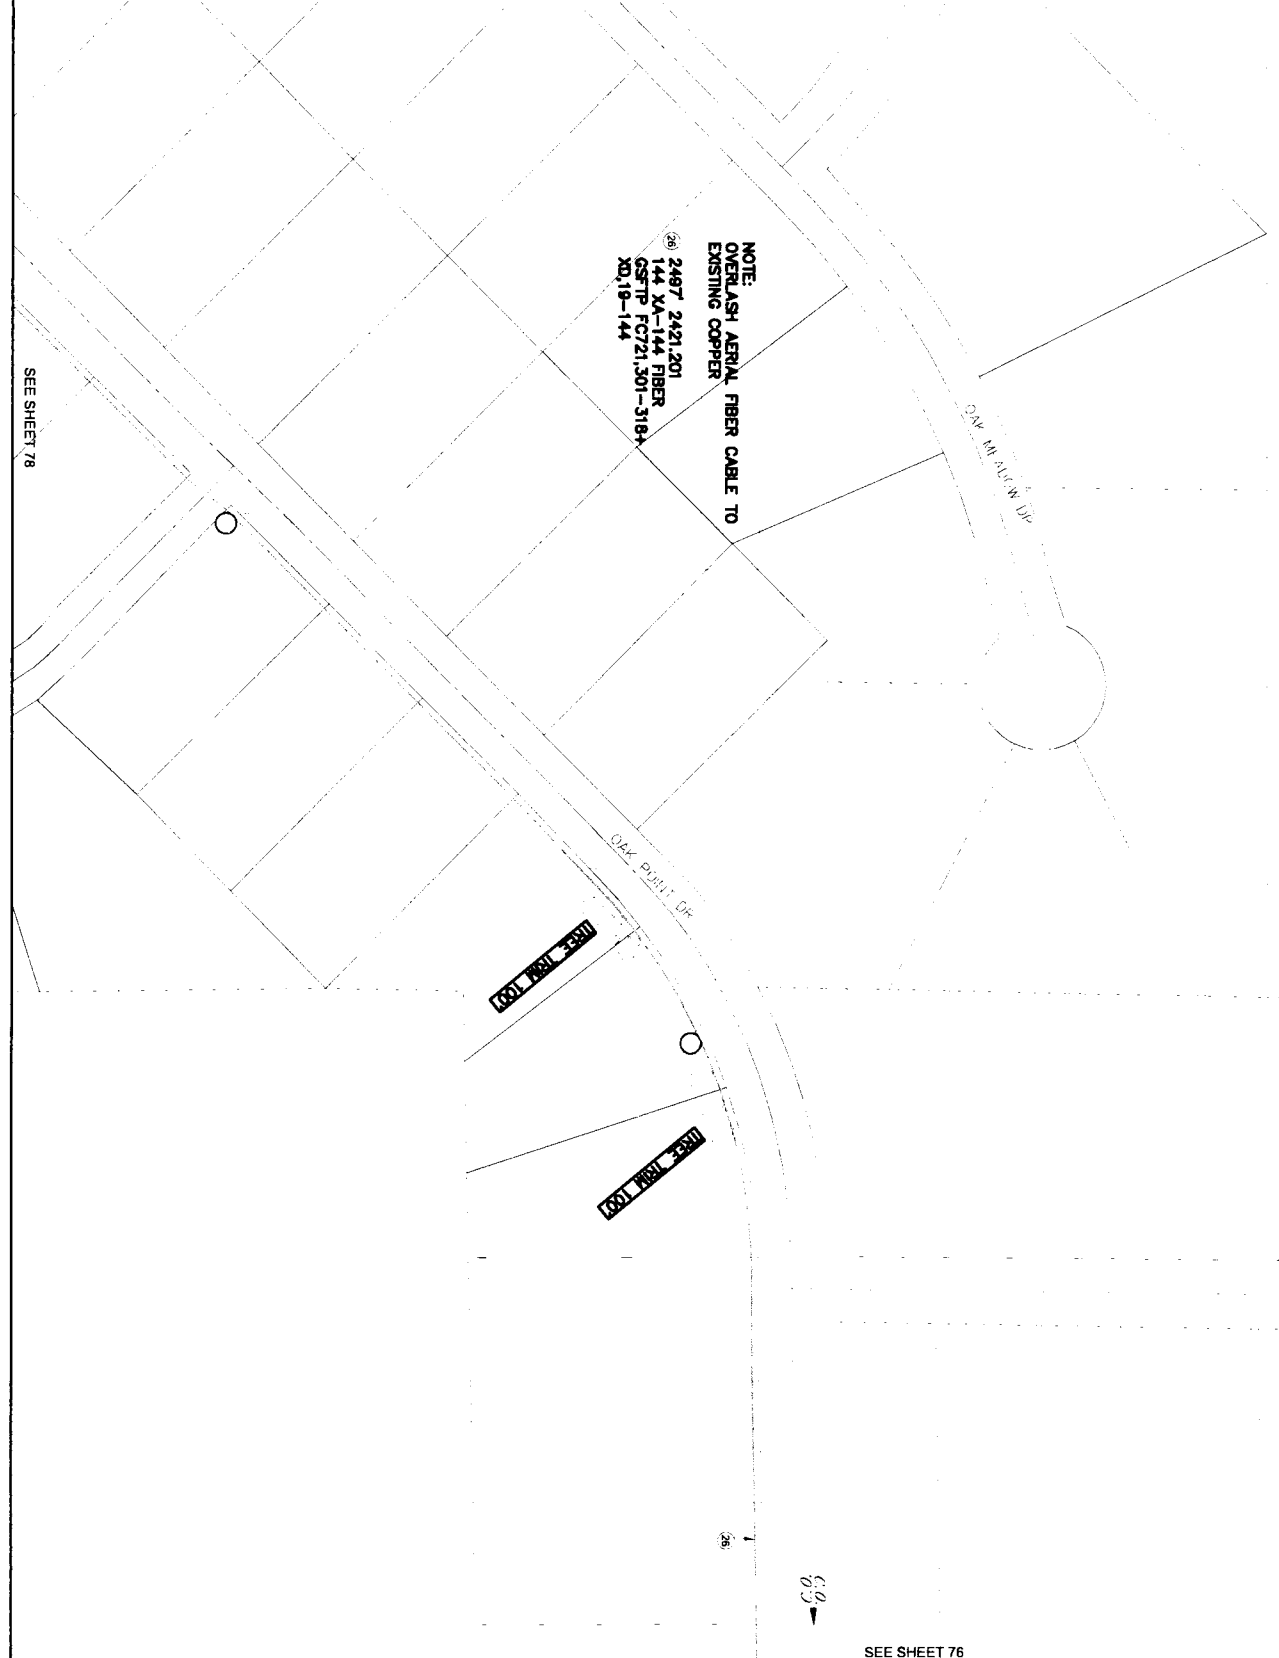 NOTE:
OVERLASH AERIAL FIBER CABLE TO
EXISTING COPPER
26 2497' 2421.201
144 XA-144 FIBER
GSFTP FC721,301-318+
XD,19-144
OAK MEADOW DR
OAK POINT DR
TREE TRIM 100'
TREE TRIM 100'
26
SEE SHEET 78
SEE SHEET 76